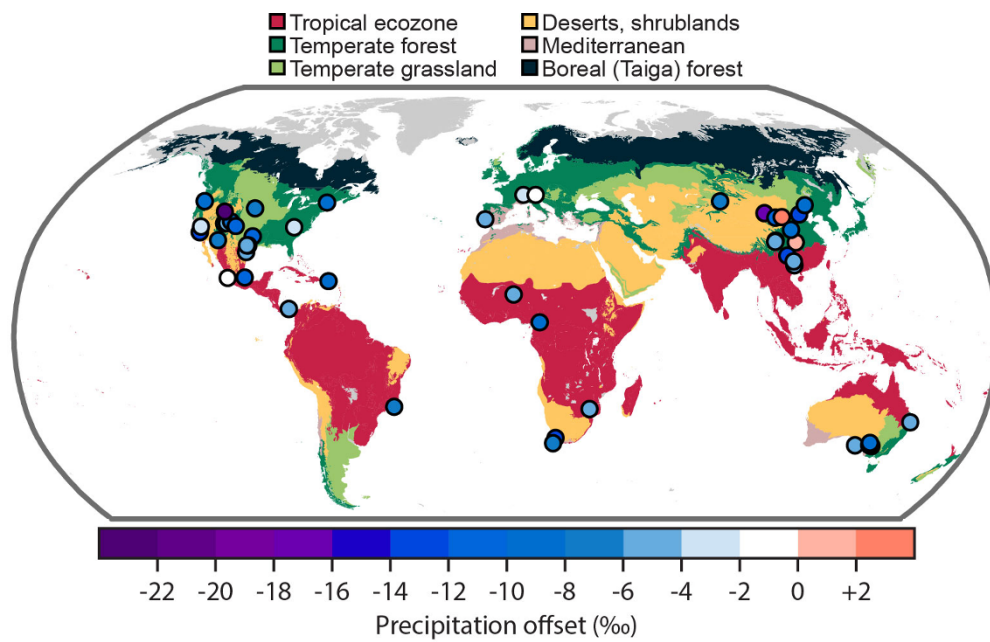 Tropical ecozone Deserts, shrublands
Temperate forest Mediterranean
Temperate grassland Boreal (Taiga) forest
-22 -20 -18 -16 -14 -12 -10 -8 -6 -4 -2 0 +2
Precipitation offset (‰)